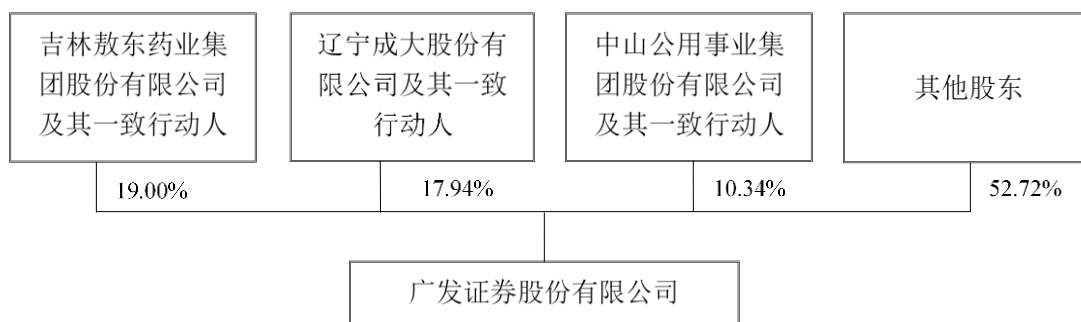 吉林敖东药业集
团股份有限公司
及其一致行动人
辽宁成大股份有
限公司及其一致
行动人
中山公用事业集
团股份有限公司
及其一致行动人
其他股东
19.00%
17.94%
10.34%
52.72%
广发证券股份有限公司